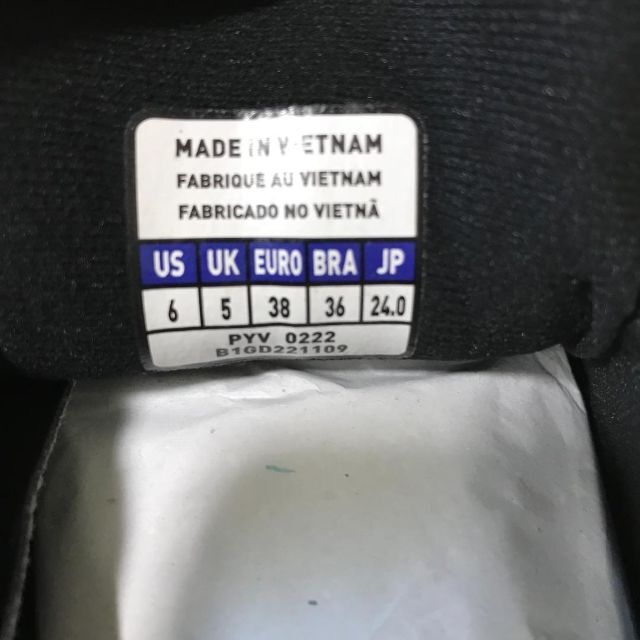 MADE IN VIETNAM
FABRIQUE AU VIETNAM
FABRICADO NO VIETNÃ
US UK EURO BRA JP
6 5 38 36 24.0
PYV 0222
B1GD221109